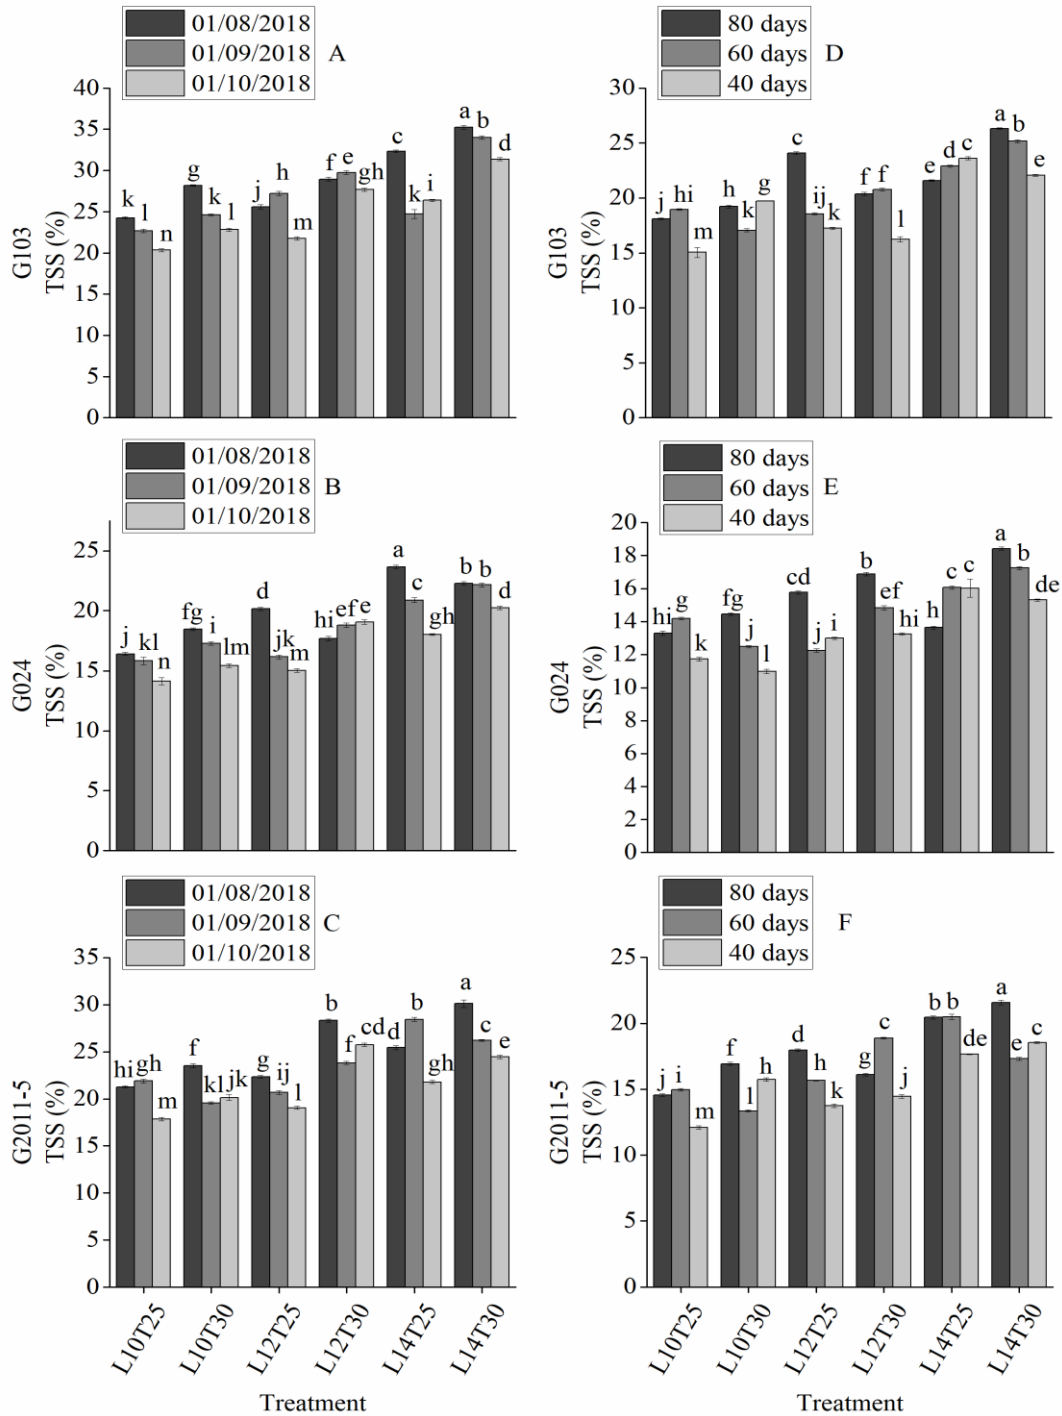 01/08/2018
01/09/2018
01/10/2018
A
40
35
30
25
20
15
10
5
0
G103
TSS (%)
k l n
g k l
j h m
f e gh
c k i
a b d
80 days
60 days
40 days
D
30
25
20
15
10
5
0
G103
TSS (%)
j hi m
h k g
c ij k
f f l
e d c
a b e
01/08/2018
01/09/2018
01/10/2018
B
25
20
15
10
5
0
G024
TSS (%)
j kl n
fg i lm
d jk m
hi ef e
a c gh
b b d
80 days
60 days
40 days
E
20
18
16
14
12
10
8
6
4
2
0
G024
TSS (%)
hi g k
fg j l
cd j i
b ef hi
h c c
a b de
01/08/2018
01/09/2018
01/10/2018
C
35
30
25
20
15
10
5
0
G2011-5
TSS (%)
hi gh m
f kl jk
g ij l
b f cd
d b gh
a c e
L10T25
L10T30
L12T25
L12T30
L14T25
L14T30
Treatment
80 days
60 days
40 days
F
25
20
15
10
5
0
G2011-5
TSS (%)
j i m
f l h
d h k
g c j
b b de
a e c
L10T25
L10T30
L12T25
L12T30
L14T25
L14T30
Treatment